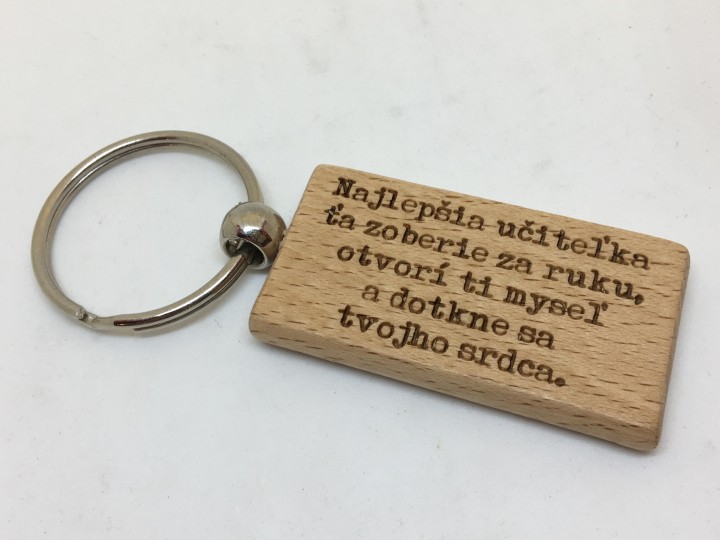 Najlepšia učiteľka
ťa zoberie za ruku,
otvorí ti myseľ
a dotkne sa
tvojho srdca.